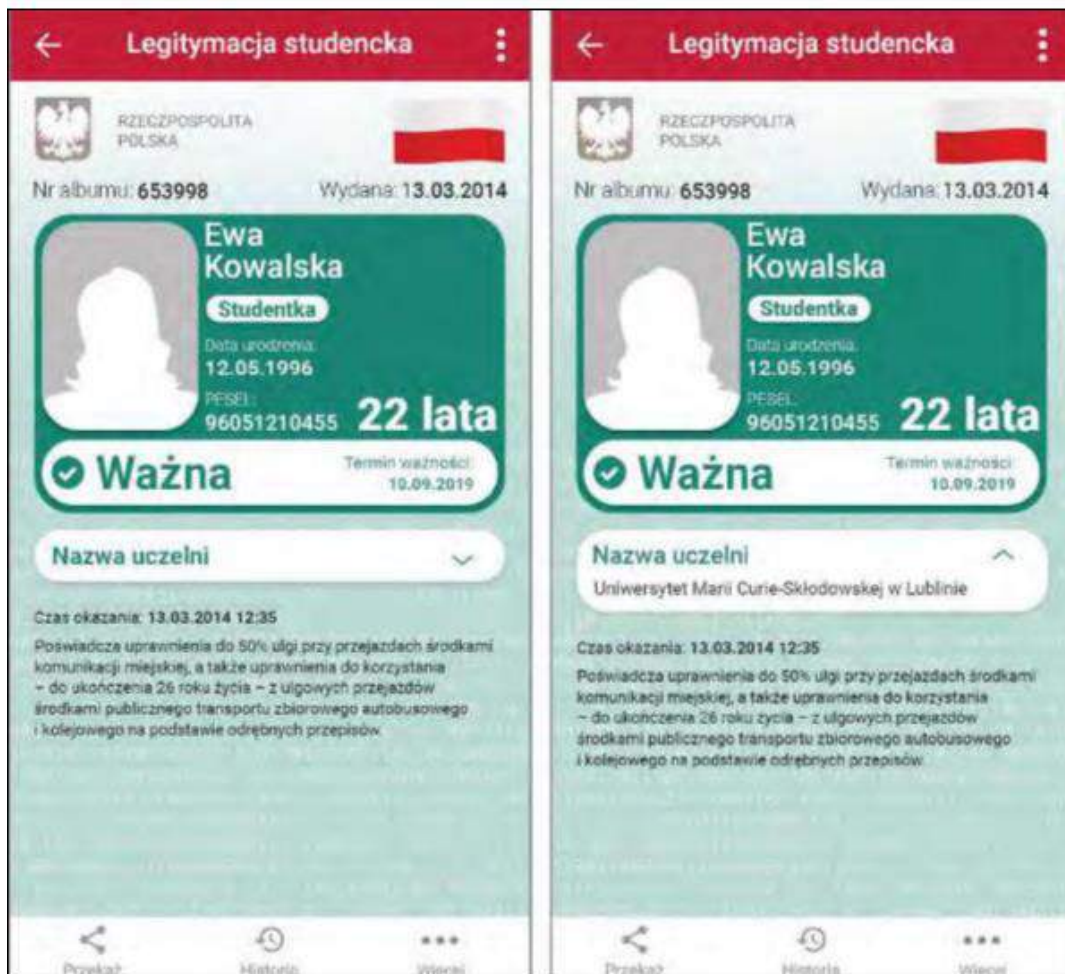 Legitymacja studencka
RZECZPOSPOLITA
POLSKA
Nr albumu: 653998 Wydana: 13.03.2014
Ewa
Kowalska
Studentka
Data urodzenia:
12.05.1996
PESEL:
96051210455 22 lata
Ważna
Termin ważności:
10.09.2019
Nazwa uczelni
Czas okazania: 13.03.2014 12:35
Poświadcza uprawnienia do 50% ulgi przy przejazdach środkami
komunikacji miejskiej, a także uprawnienia do korzystania
– do ukończenia 26 roku życia – z ulgowych przejazdów
środkami publicznego transportu zbiorowego autobusowego
i kolejowego na podstawie odrębnych przepisów.
Przekaż Historia Więcej
Legitymacja studencka
RZECZPOSPOLITA
POLSKA
Nr albumu: 653998 Wydana: 13.03.2014
Ewa
Kowalska
Studentka
Data urodzenia:
12.05.1996
PESEL:
96051210455 22 lata
Ważna
Termin ważności:
10.09.2019
Nazwa uczelni
Uniwersytet Marii Curie-Skłodowskej w Lublinie
Czas okazania: 13.03.2014 12:35
Poświadcza uprawnienia do 50% ulgi przy przejazdach środkami
komunikacji miejskiej, a także uprawnienia do korzystania
– do ukończenia 26 roku życia – z ulgowych przejazdów
środkami publicznego transportu zbiorowego autobusowego
i kolejowego na podstawie odrębnych przepisów.
Przekaż Historia Więcej